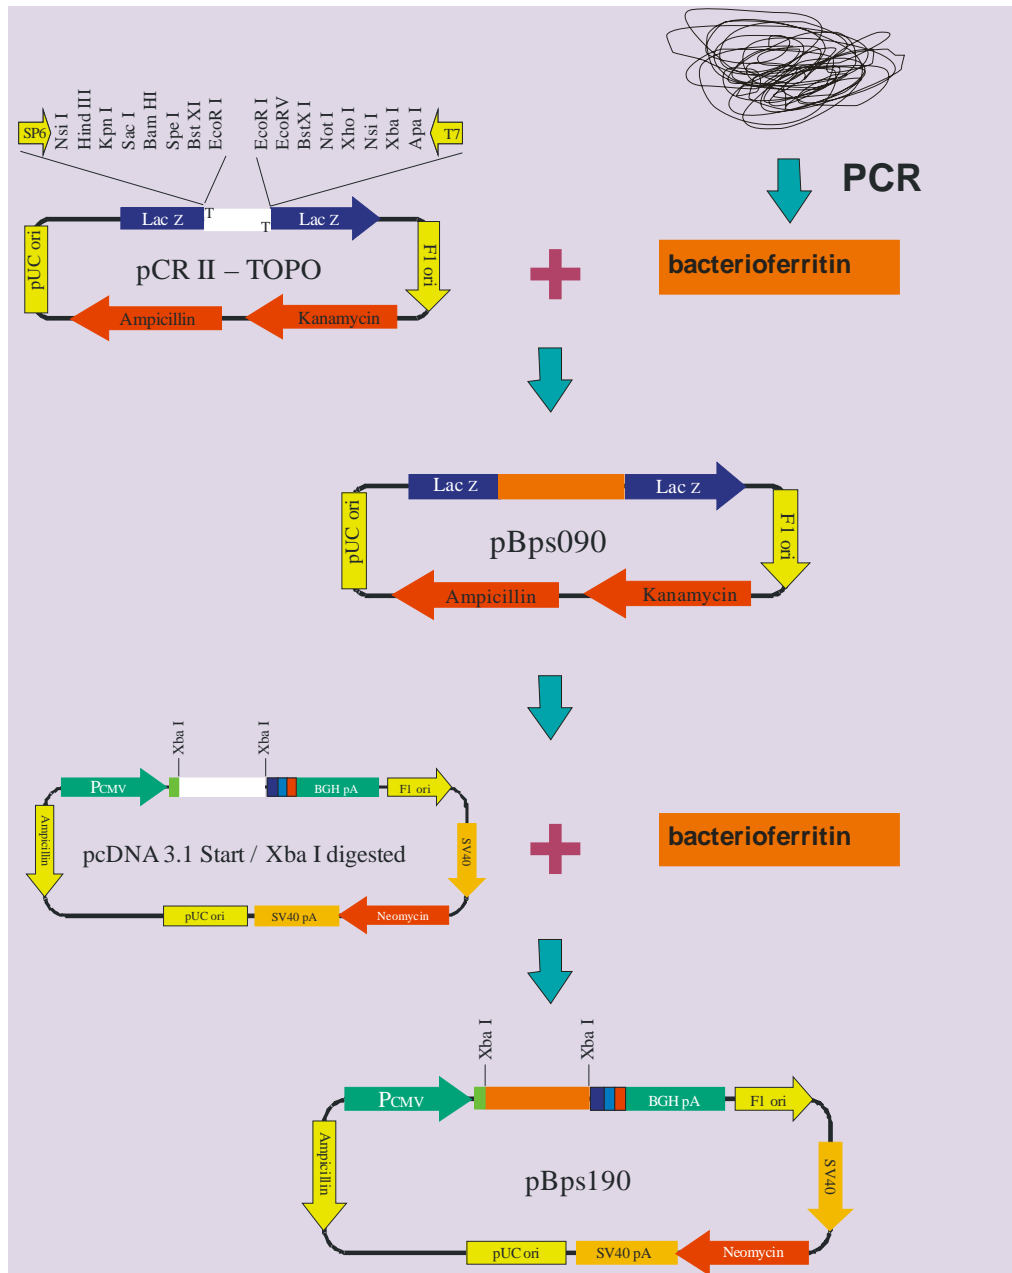 SP6
Nsi I
Hind III
Kpn I
Sac I
Bam HI
Spe I
Bst XI
EcoR I
EcoR I
EcoRV
BstX I
Not I
Xho I
Nsi I
Xba I
Apa I
T7
PCR
Lac Z
T
T
Lac Z
pUC ori
F1 ori
pCR II – TOPO
Ampicillin
Kanamycin
bacterioferritin
Lac Z
Lac Z
pUC ori
F1 ori
pBps090
Ampicillin
Kanamycin
Xba I
Xba I
PCMV
BGH pA
F1 ori
Ampicillin
SV40
pcDNA 3.1 Start / Xba I digested
pUC ori
SV40 pA
Neomycin
bacterioferritin
Xba I
Xba I
PCMV
BGH pA
F1 ori
Ampicillin
SV40
pBps190
pUC ori
SV40 pA
Neomycin